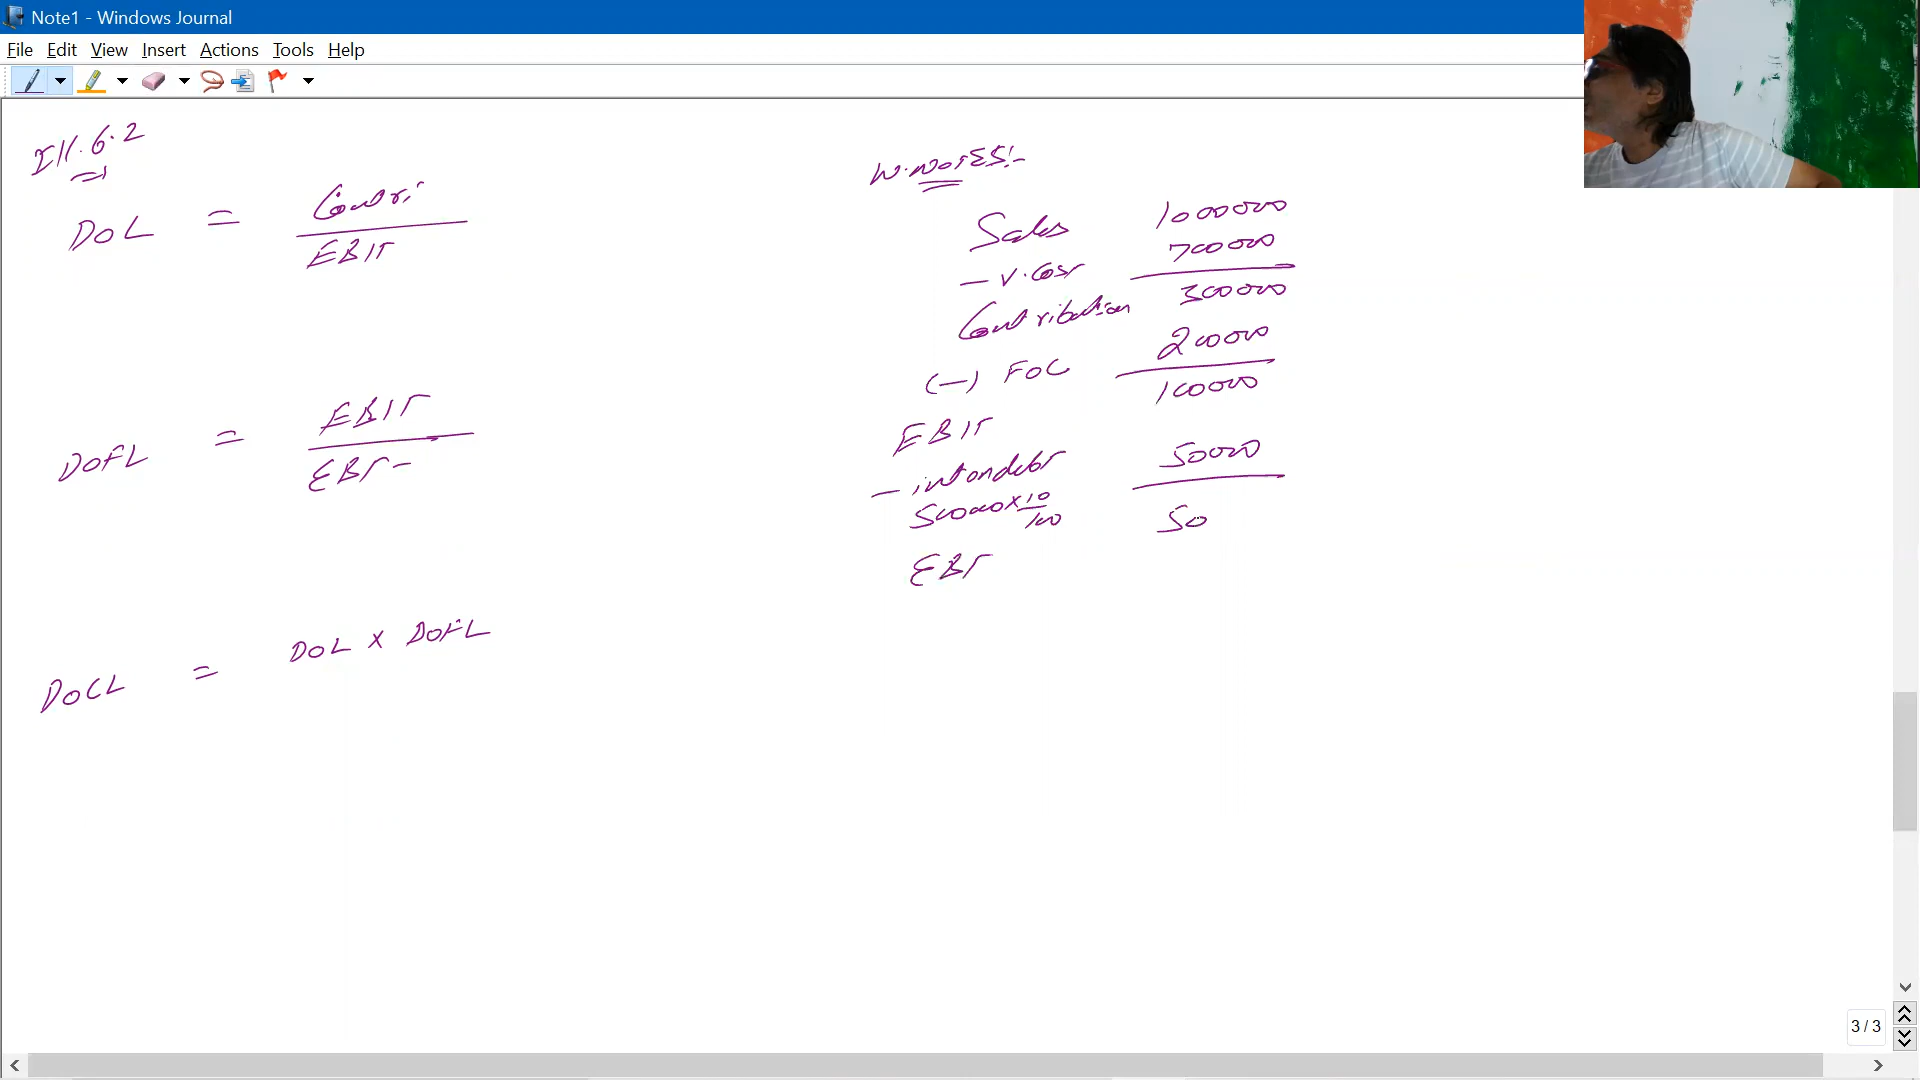 Note1 - Windows Journal
File Edit View Insert Actions Tools Help
Ill. 6.2
DOL = Contri
EBIT
DOFL = EBIT
EBT -
DOCL = DOL x DOFL
W.NOTES:-
Sales 1000000
- V.Cost 700000
Contribution 300000
(-) FOC 200000
EBIT 100000
- int on debt 50000
500000 x 10
100
EBT 50
3 / 3